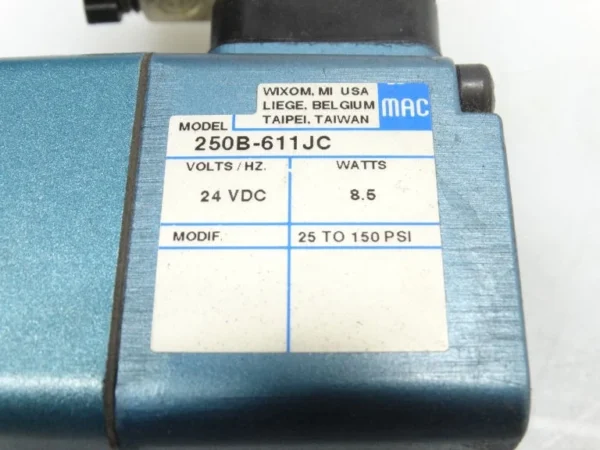 WIXOM, MI USA
LIEGE, BELGIUM
TAIPEI, TAIWAN
MAC
MODEL
250B-611JC
VOLTS/HZ. WATTS
24 VDC 8.5
MODIF. 25 TO 150 PSI